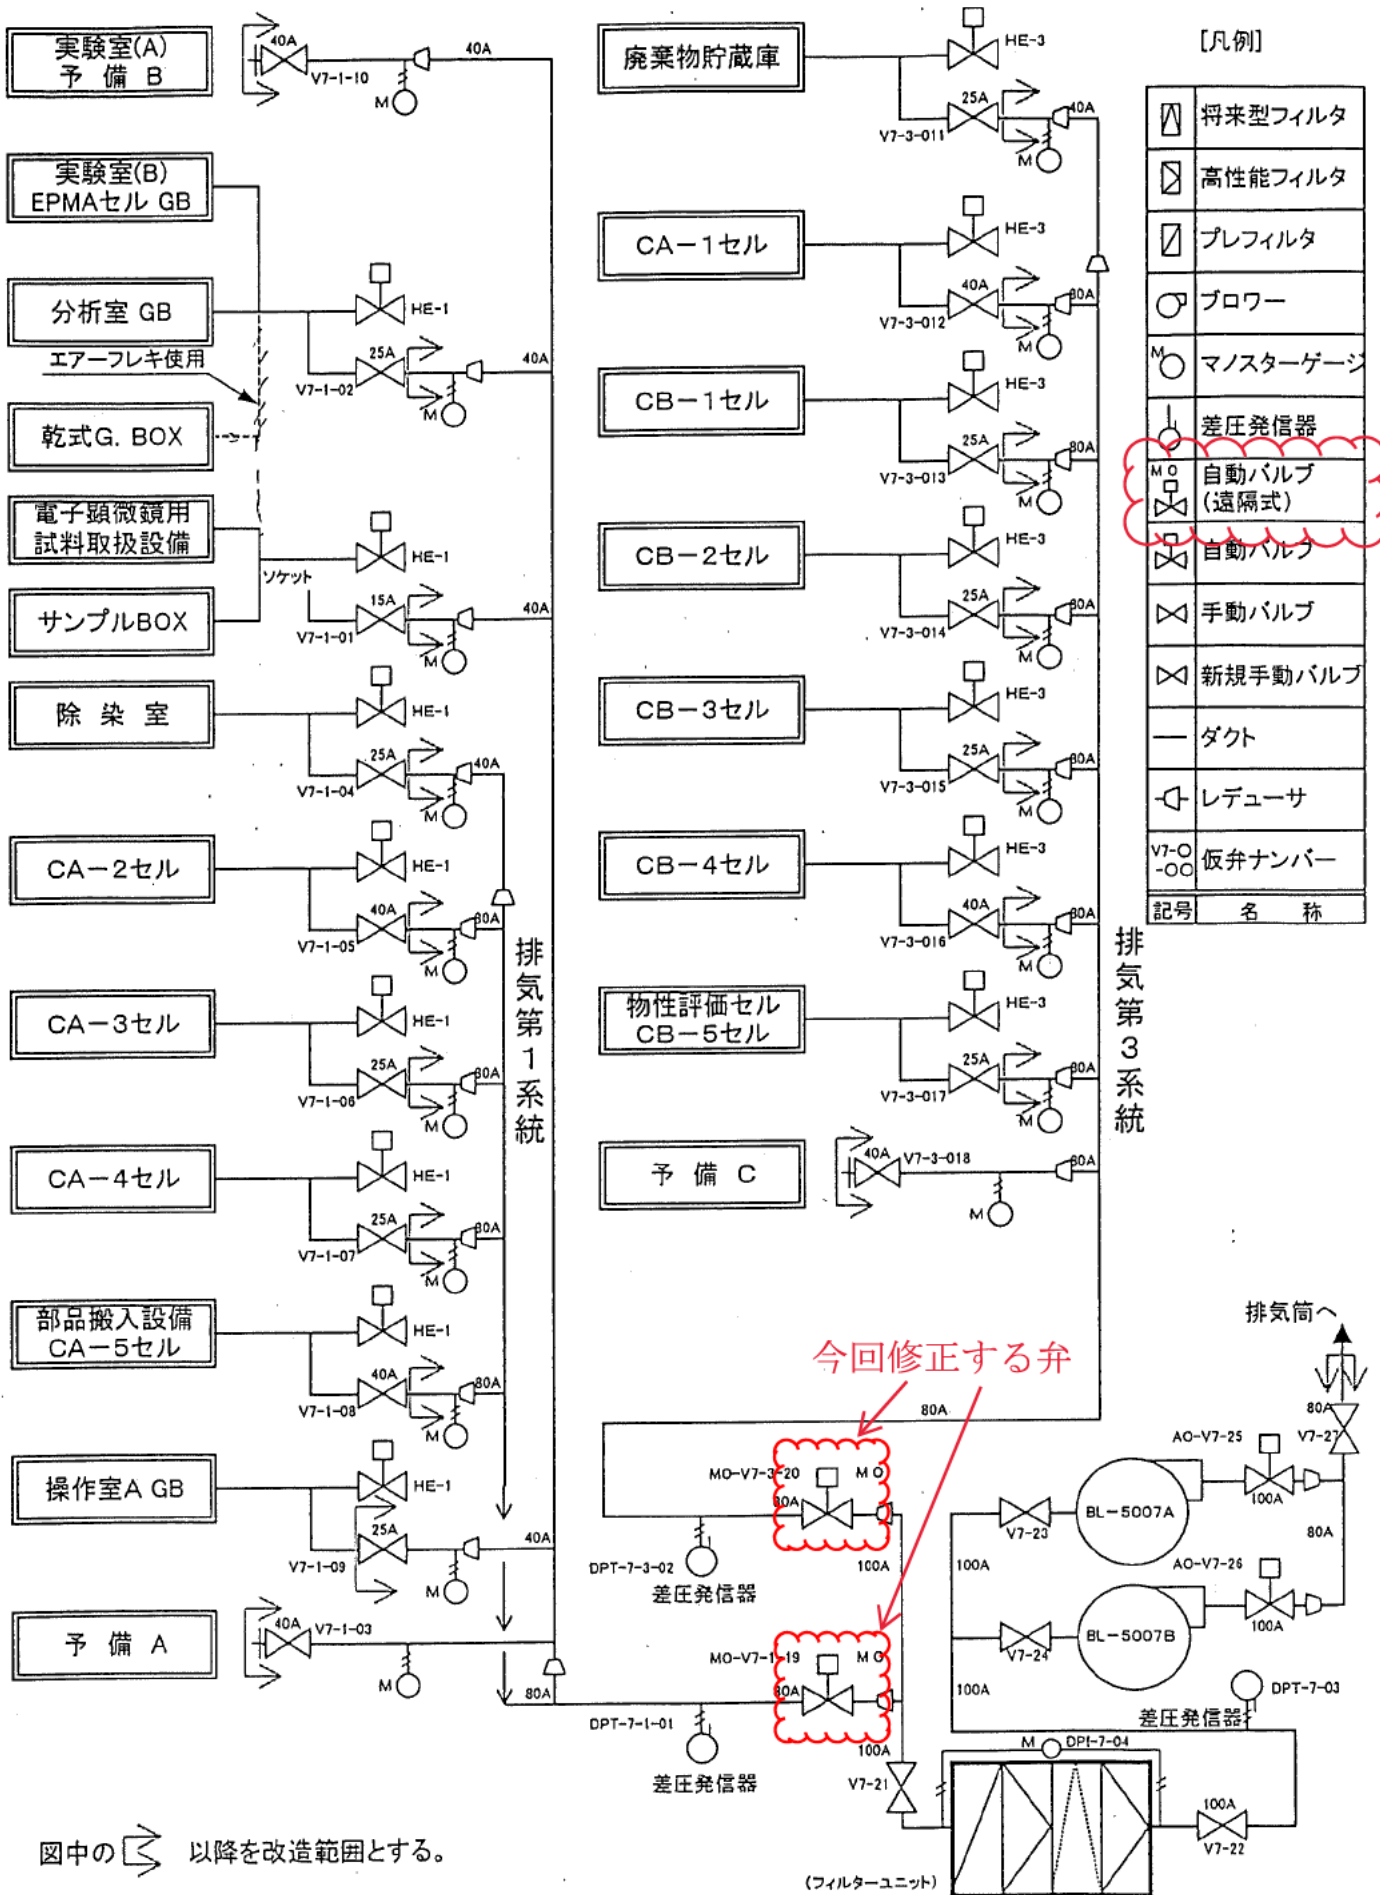 実験室(A)
予備 B
40A
V7-1-10
M
40A
実験室(B)
EPMAセル GB
分析室 GB
HE-1
エアーフレキ使用
25A
V7-1-02
M
40A
乾式G. BOX
電子顕微鏡用
試料取扱設備
HE-1
ソケット
サンプルBOX
15A
V7-1-01
M
40A
除 染 室
HE-1
25A
V7-1-04
M
40A
CA-2セル
HE-1
40A
V7-1-05
M
80A
CA-3セル
HE-1
25A
V7-1-06
M
80A
CA-4セル
HE-1
25A
V7-1-07
M
80A
部品搬入設備
CA-5セル
HE-1
40A
V7-1-08
M
80A
操作室A GB
HE-1
25A
V7-1-09
M
40A
予 備 A
40A
V7-1-03
M
80A
排気第1系統
廃棄物貯蔵庫
HE-3
25A
V7-3-011
M
40A
CA-1セル
HE-3
40A
V7-3-012
M
80A
CB-1セル
HE-3
25A
V7-3-013
M
80A
CB-2セル
HE-3
25A
V7-3-014
M
80A
CB-3セル
HE-3
25A
V7-3-015
M
80A
CB-4セル
HE-3
40A
V7-3-016
M
80A
物性評価セル
CB-5セル
HE-3
25A
V7-3-017
M
80A
予 備 C
40A
V7-3-018
M
80A
排気第3系統
[凡例]
将来型フィルタ
高性能フィルタ
プレフィルタ
ブロワー
M
マノスターゲージ
差圧発信器
MO
自動バルブ
(遠隔式)
自動バルブ
手動バルブ
新規手動バルブ
ダクト
レデューサ
V7-○
-○○
仮弁ナンバー
記号
名 称
今回修正する弁
80A
MO-V7-3-20
MO
80A
DPT-7-3-02
差圧発信器
100A
MO-V7-1-19
MO
80A
DPT-7-1-01
差圧発信器
100A
V7-21
排気筒へ
80A
V7-27
AO-V7-25
100A
BL-5007A
V7-23
80A
100A
AO-V7-26
100A
BL-5007B
V7-24
100A
DPT-7-03
差圧発信器
M
DPI-7-04
100A
V7-22
(フィルターユニット)
図中の 以降を改造範囲とする。